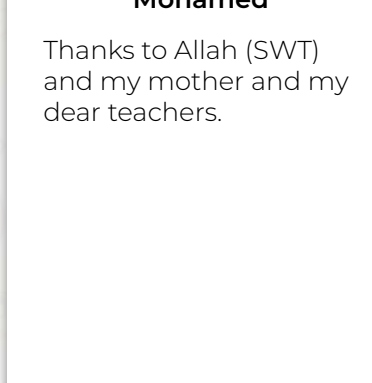 Mohamed
Thanks to Allah (SWT)
and my mother and my
dear teachers.